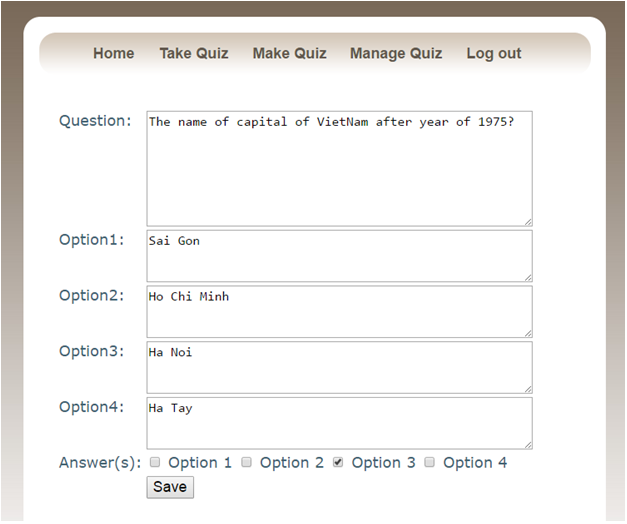 Home Take Quiz Make Quiz Manage Quiz Log out
Question: The name of capital of VietNam after year of 1975?
Option1: Sai Gon
Option2: Ho Chi Minh
Option3: Ha Noi
Option4: Ha Tay
Answer(s): Option 1 Option 2 Option 3 Option 4
Save